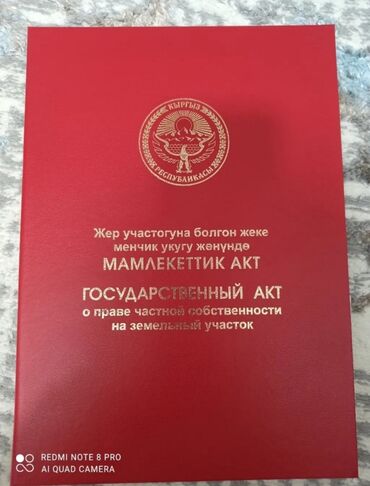 КЫРГЫЗ
РЕСПУБЛИКАСЫ
Жер участогуна болгон жеке
менчик укугу жөнүндө
МАМЛЕКЕТТИК АКТ
ГОСУДАРСТВЕННЫЙ АКТ
о праве частной собственности
на земельный участок
REDMI NOTE 8 PRO
AI QUAD CAMERA